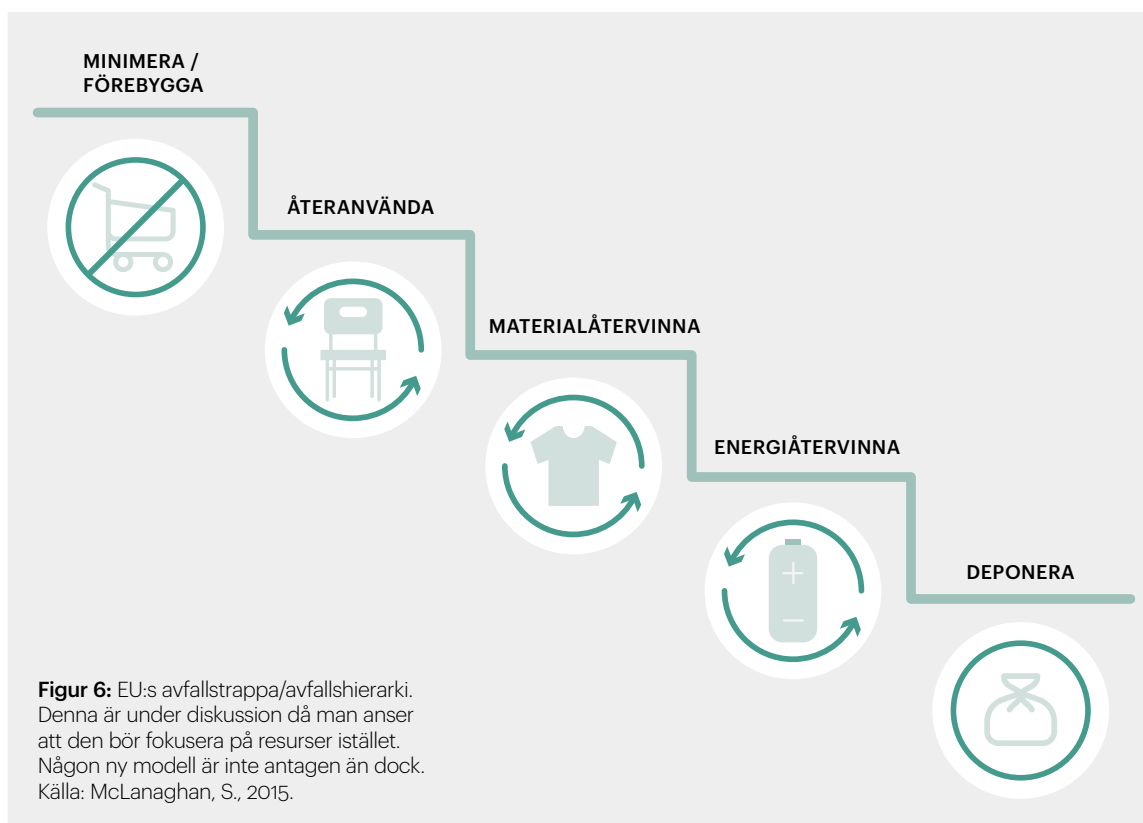 MINIMERA /
FÖREBYGGA
ÅTERANVÄNDA
MATERIALÅTERVINNA
ENERGIÅTERVINNA
DEPONERA
Figur 6: EU:s avfallstrappa/avfallshierarki.
Denna är under diskussion då man anser
att den bör fokusera på resurser istället.
Någon ny modell är inte antagen än dock.
Källa: McLanaghan, S., 2015.